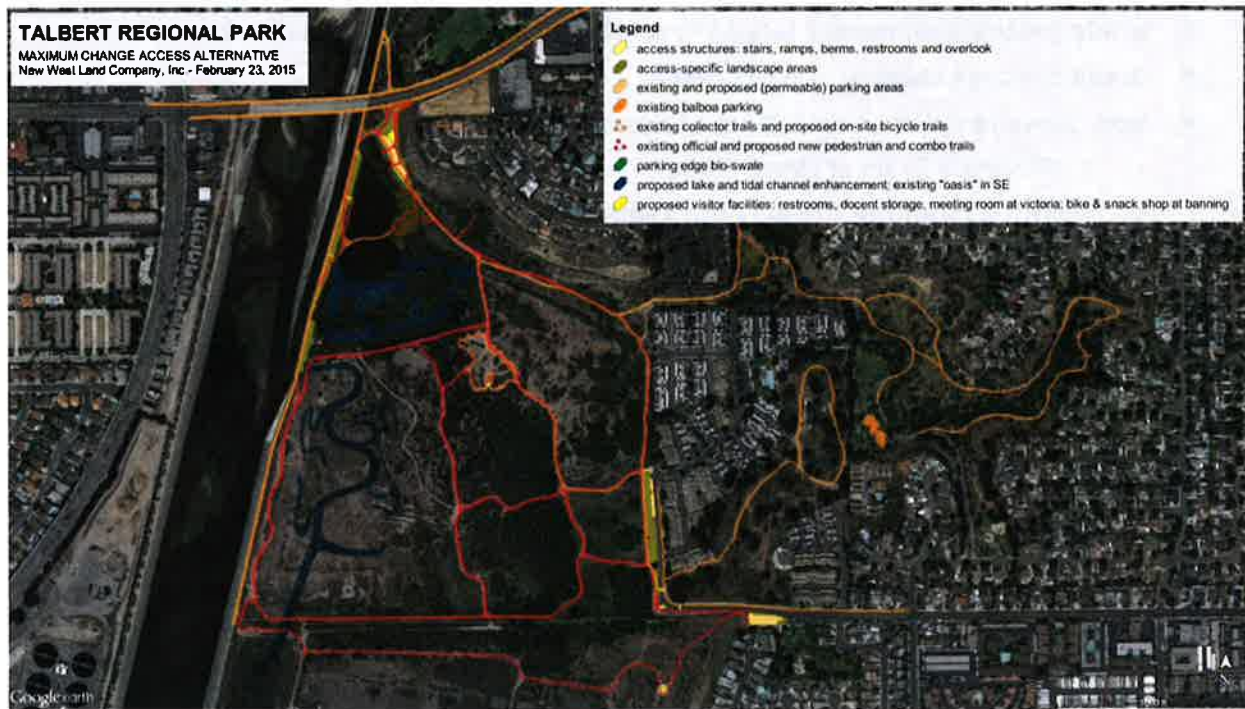 TALBERT REGIONAL PARK
MAXIMUM CHANGE ACCESS ALTERNATIVE
New West Land Company, Inc - February 23, 2015
Legend
access structures: stairs, ramps, berms, restrooms and overlook
access-specific landscape areas
existing and proposed (permeable) parking areas
existing balboa parking
existing collector trails and proposed on-site bicycle trails
existing official and proposed new pedestrian and combo trails
parking edge bio-swale
proposed lake and tidal channel enhancement; existing "oasis" in SE
proposed visitor facilities: restrooms, docent storage, meeting room at victoria; bike & snack shop at banning
Google earth
N